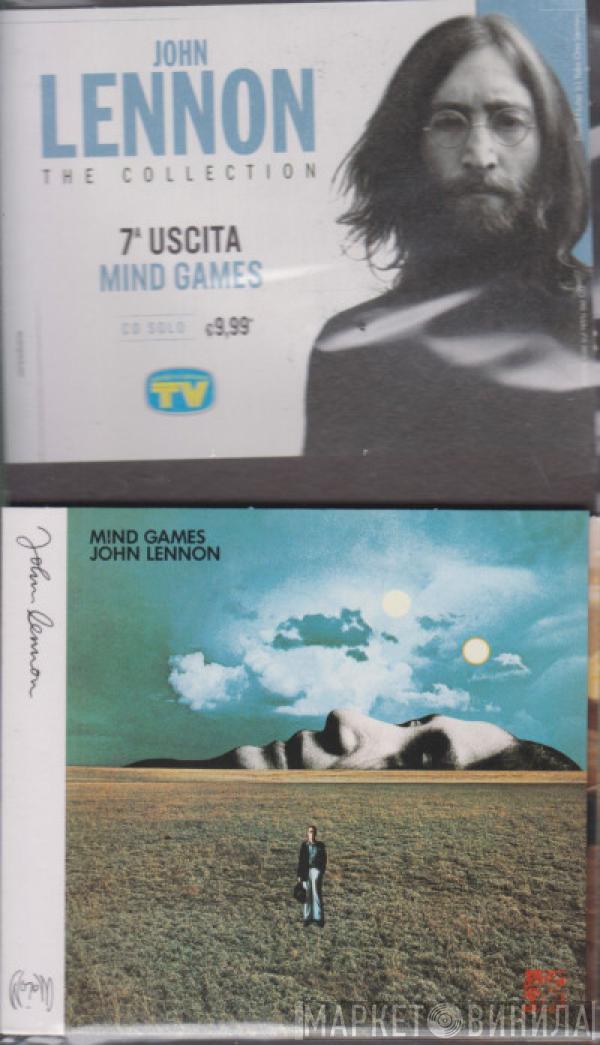 JOHN
LENNON
THE COLLECTION
7ª USCITA
MIND GAMES
CD SOLO €9,99*
TV
MIND GAMES
JOHN LENNON
John Lennon
МАРКЕТ ВИНИЛА